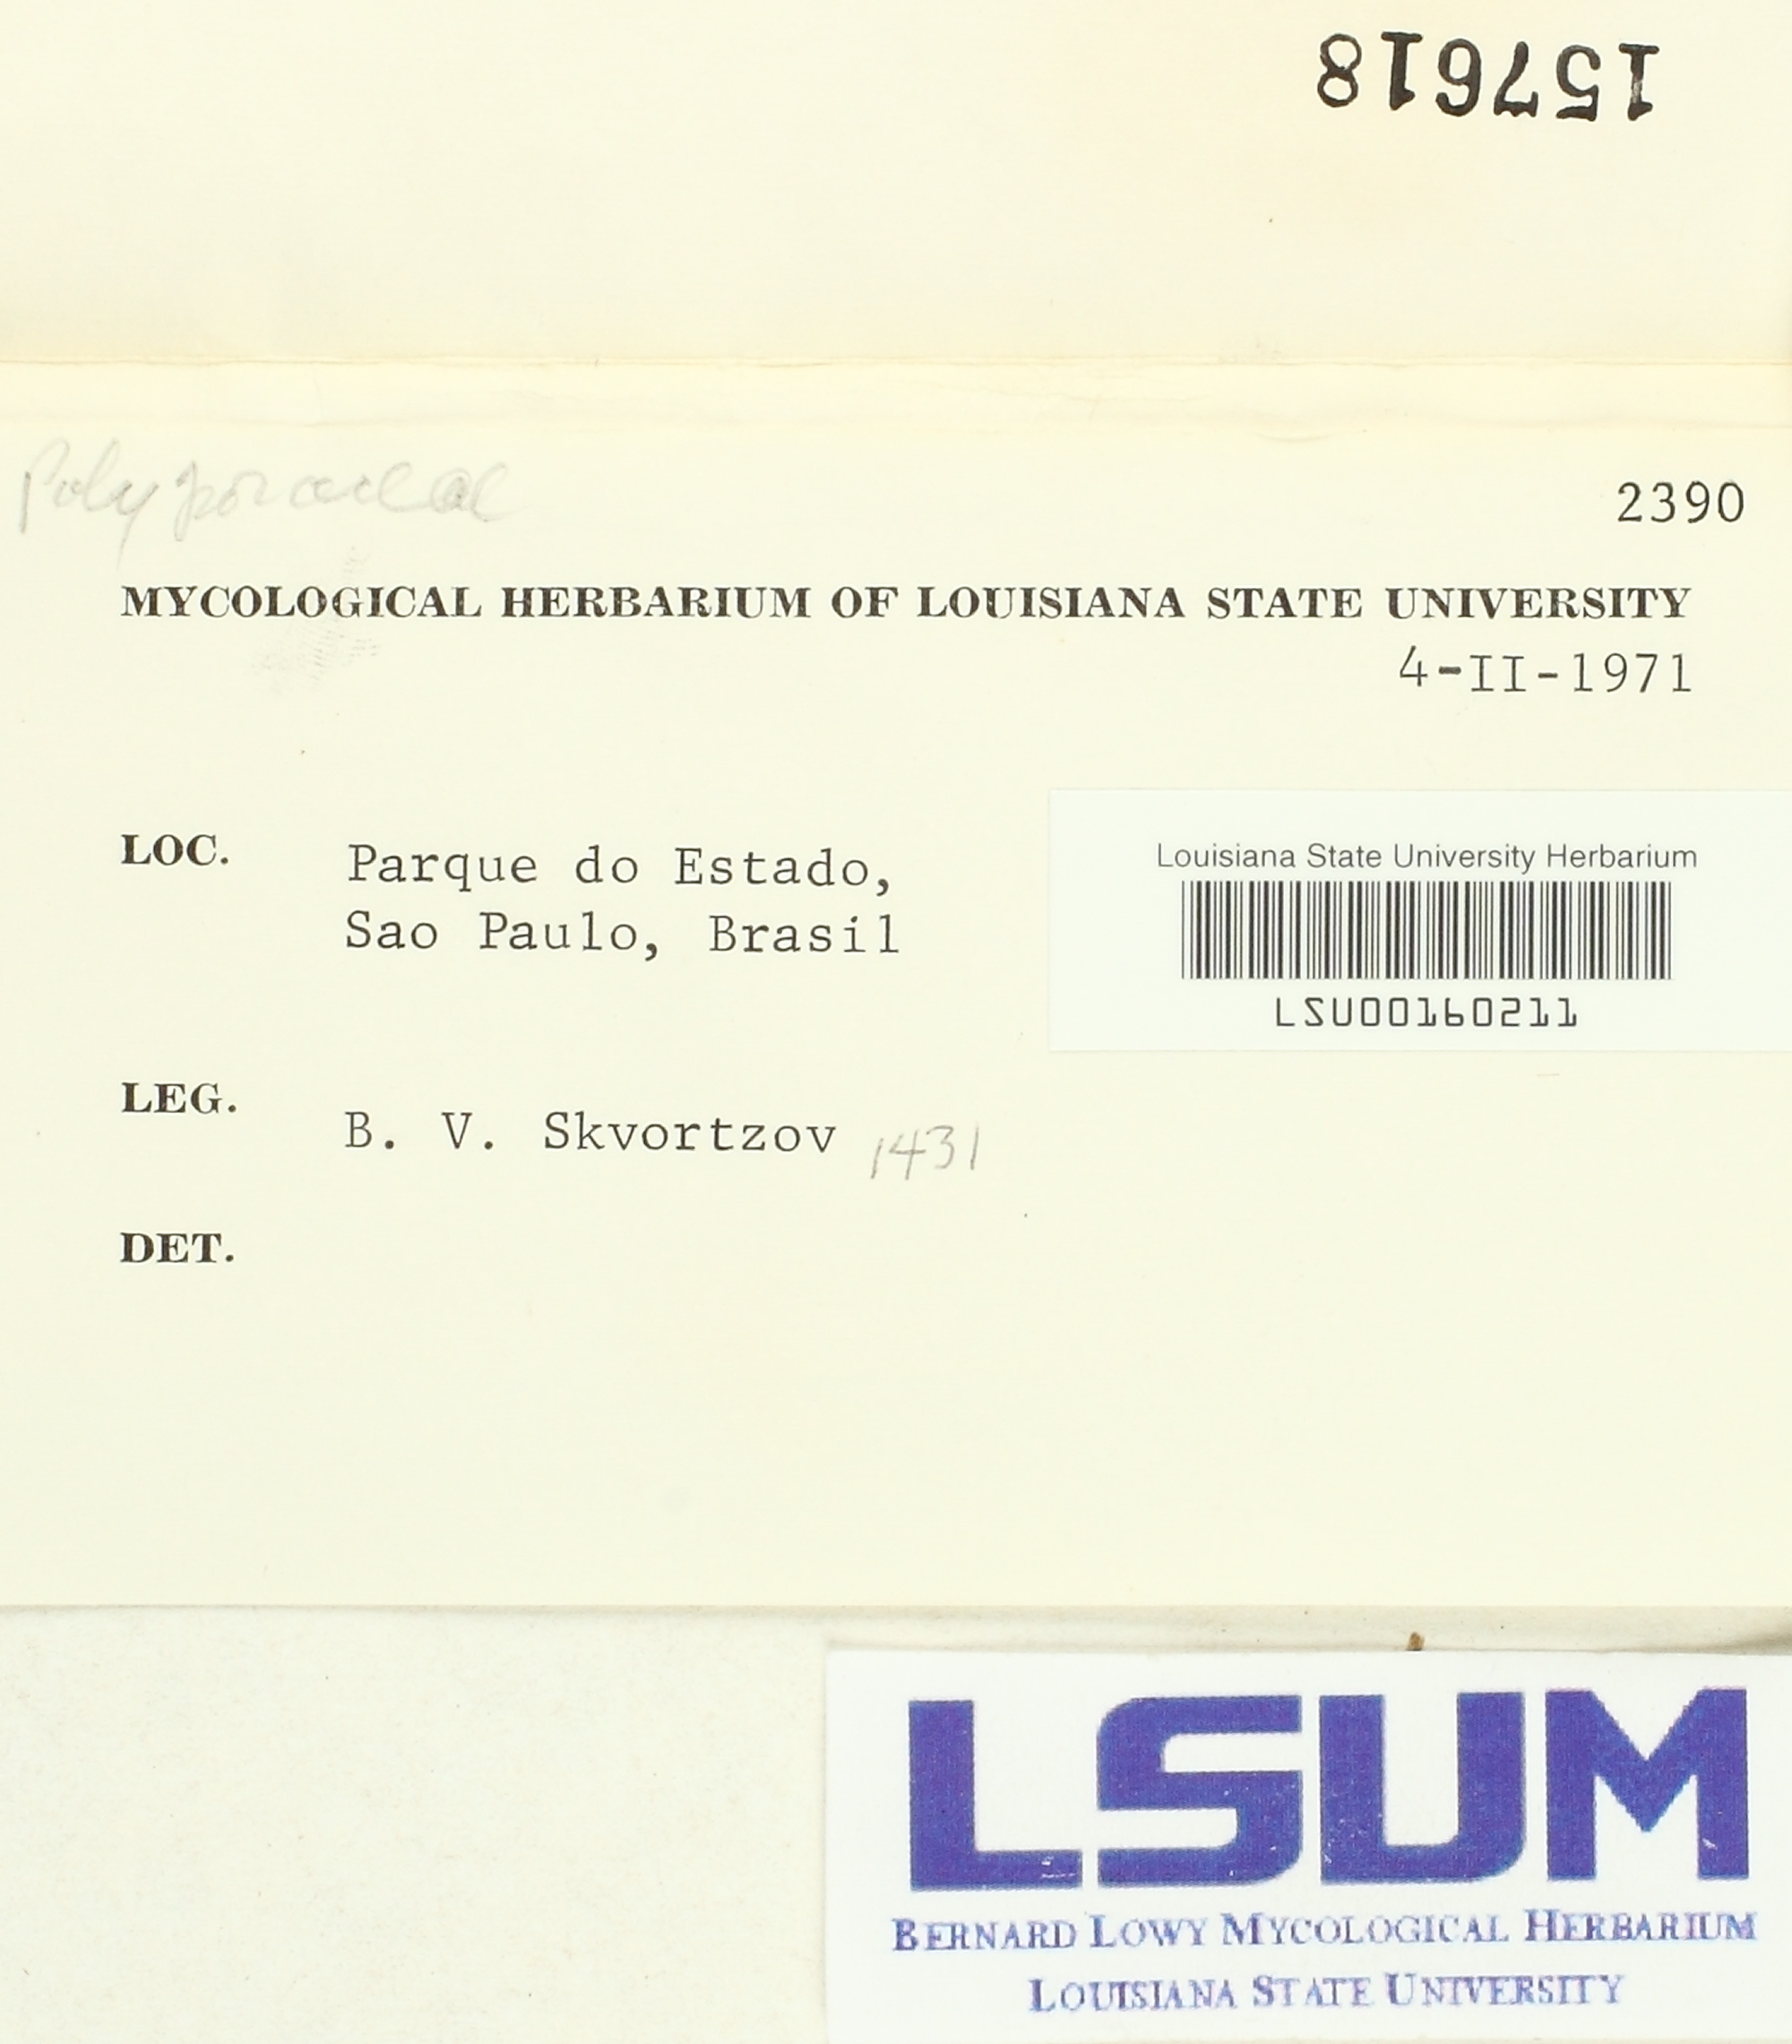 157618
Polyporaceae
2390
MYCOLOGICAL HERBARIUM OF LOUISIANA STATE UNIVERSITY
4-II-1971
LOC. Parque do Estado,
Sao Paulo, Brasil
Louisiana State University Herbarium
LSU00160211
LEG. B. V. Skvortzov 1431
DET.
LSUM
BERNARD LOWY MYCOLOGICAL HERBARIUM
LOUISIANA STATE UNIVERSITY